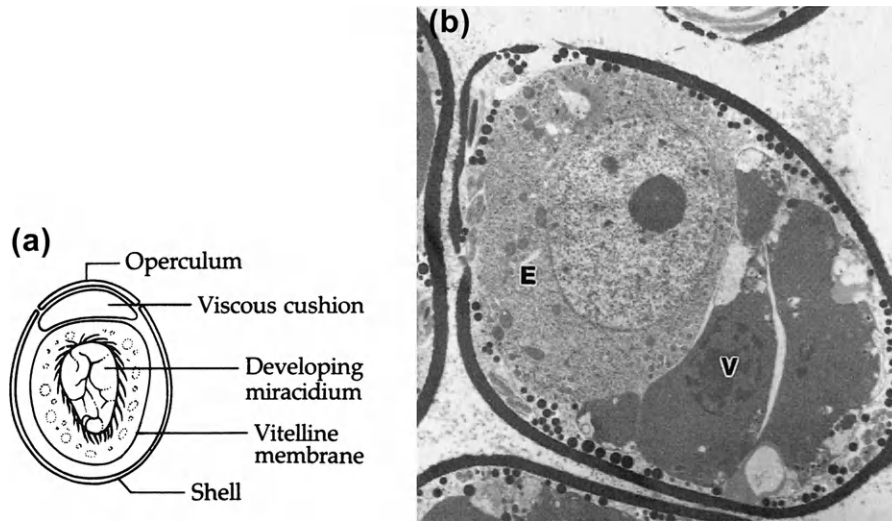 (a)
Operculum
Viscous cushion
Developing
miracidium
Vitelline
membrane
Shell
(b)
E
V